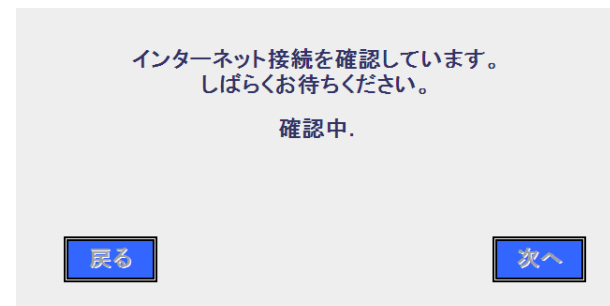 インターネット接続を確認しています。
しばらくお待ちください。
確認中.
戻る
次へ